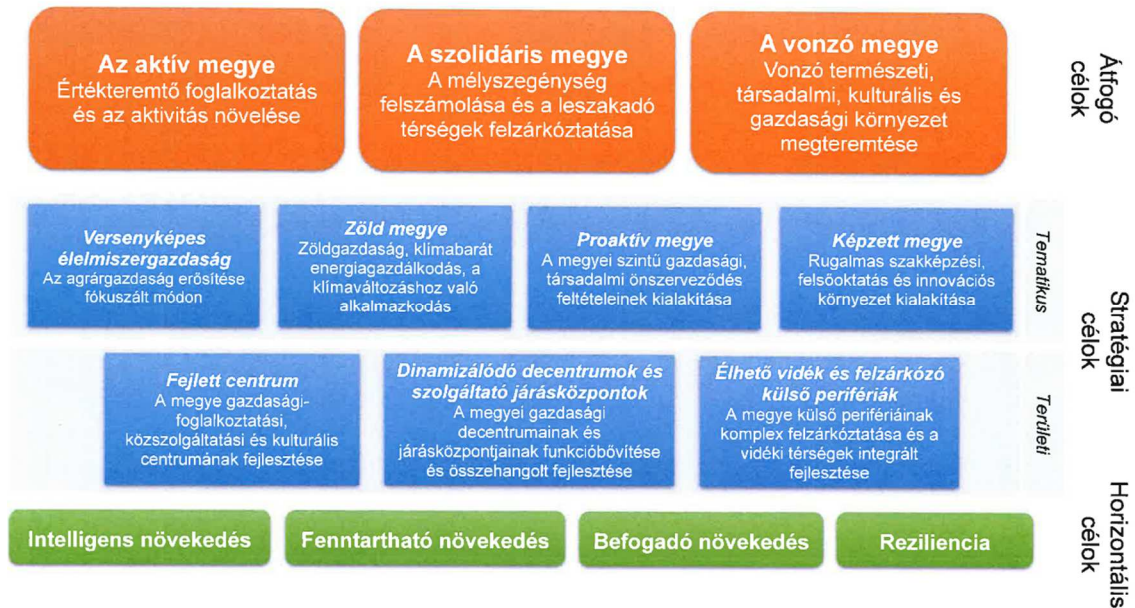 Az aktív megye
Értékteremtő foglalkoztatás
és az aktivitás növelése
A szolidáris megye
A mélyszegénység
felszámolása és a leszakadó
térségek felzárkóztatása
A vonzó megye
Vonzó természeti,
társadalmi, kulturális és
gazdasági környezet
megteremtése
Átfogó
célok
Versenyképes
élelmiszergazdaság
Az agrárgazdaság erősítése
fókuszált módon
Zöld megye
Zöldgazdaság, klímabarát
energiagazdálkodás, a
klímaváltozáshoz való
alkalmazkodás
Proaktív megye
A megyei szintű gazdasági,
társadalmi önszerveződés
feltételeinek kialakítása
Képzett megye
Rugalmas szakképzési,
felsőoktatás és innovációs
környezet kialakítása
Tematikus
Stratégiai
célok
Fejlett centrum
A megye gazdasági-
foglalkoztatási,
közszolgáltatási és kulturális
centrumának fejlesztése
Dinamizálódó decentrumok és
szolgáltató járásközpontok
A megyei gazdasági
decentrumainak és
járásközpontjainak funkcióbővítése
és összehangolt fejlesztése
Élhető vidék és felzárkózó
külső perifériák
A megye külső perifériáinak
komplex felzárkóztatása és a
vidéki térségek integrált
fejlesztése
Területi
Intelligens növekedés
Fenntartható növekedés
Befogadó növekedés
Reziliencia
Horizontális
célok